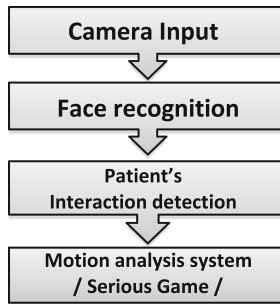 Camera Input
Face recognition
Patient's
Interaction detection
Motion analysis system
/ Serious Game /